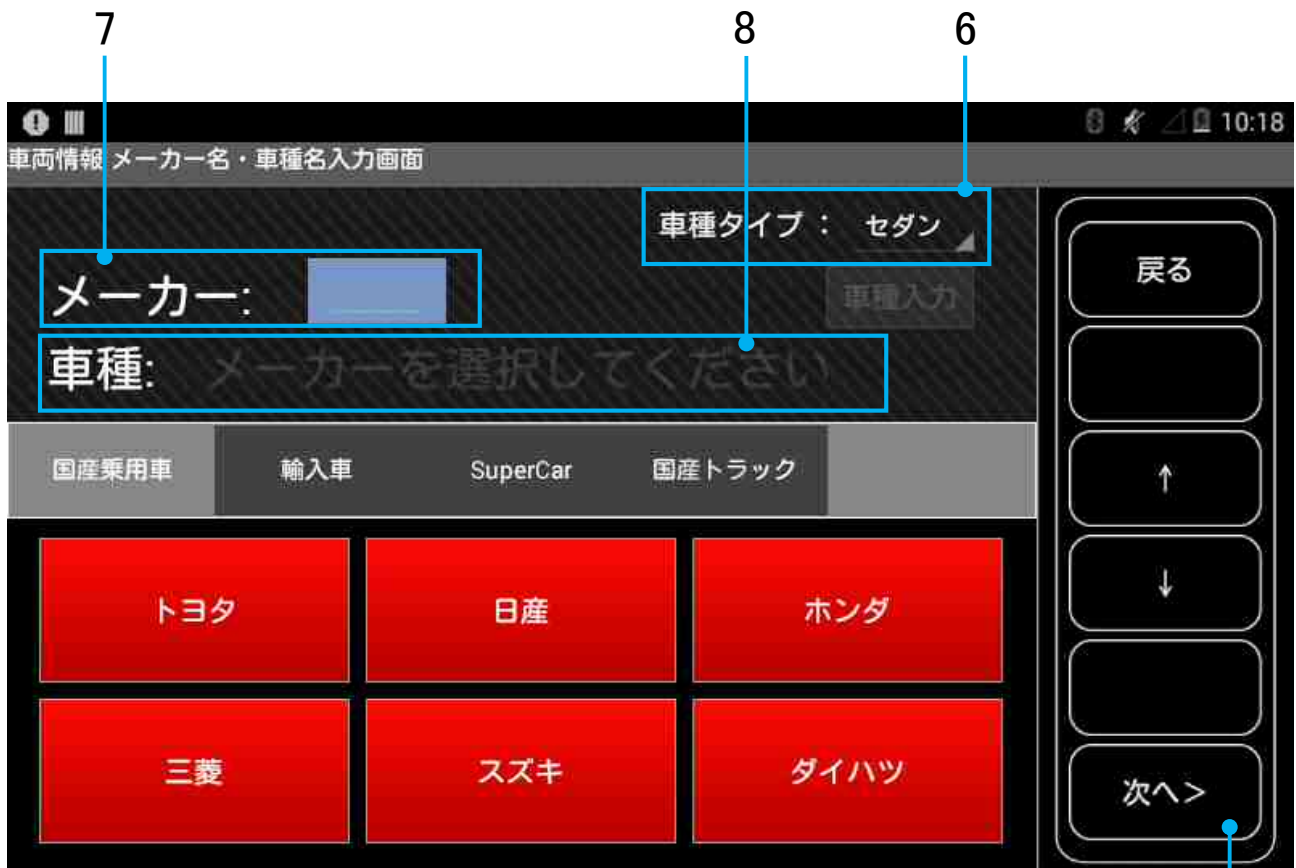 7 8 6
10:18
車両情報 メーカー名・車種名入力画面
車種タイプ : セダン
メーカー:
車種入力
車種: メーカーを選択してください
戻る
国産乗用車 輸入車 SuperCar 国産トラック
↑
↓
トヨタ 日産 ホンダ
三菱 スズキ ダイハツ
次へ>